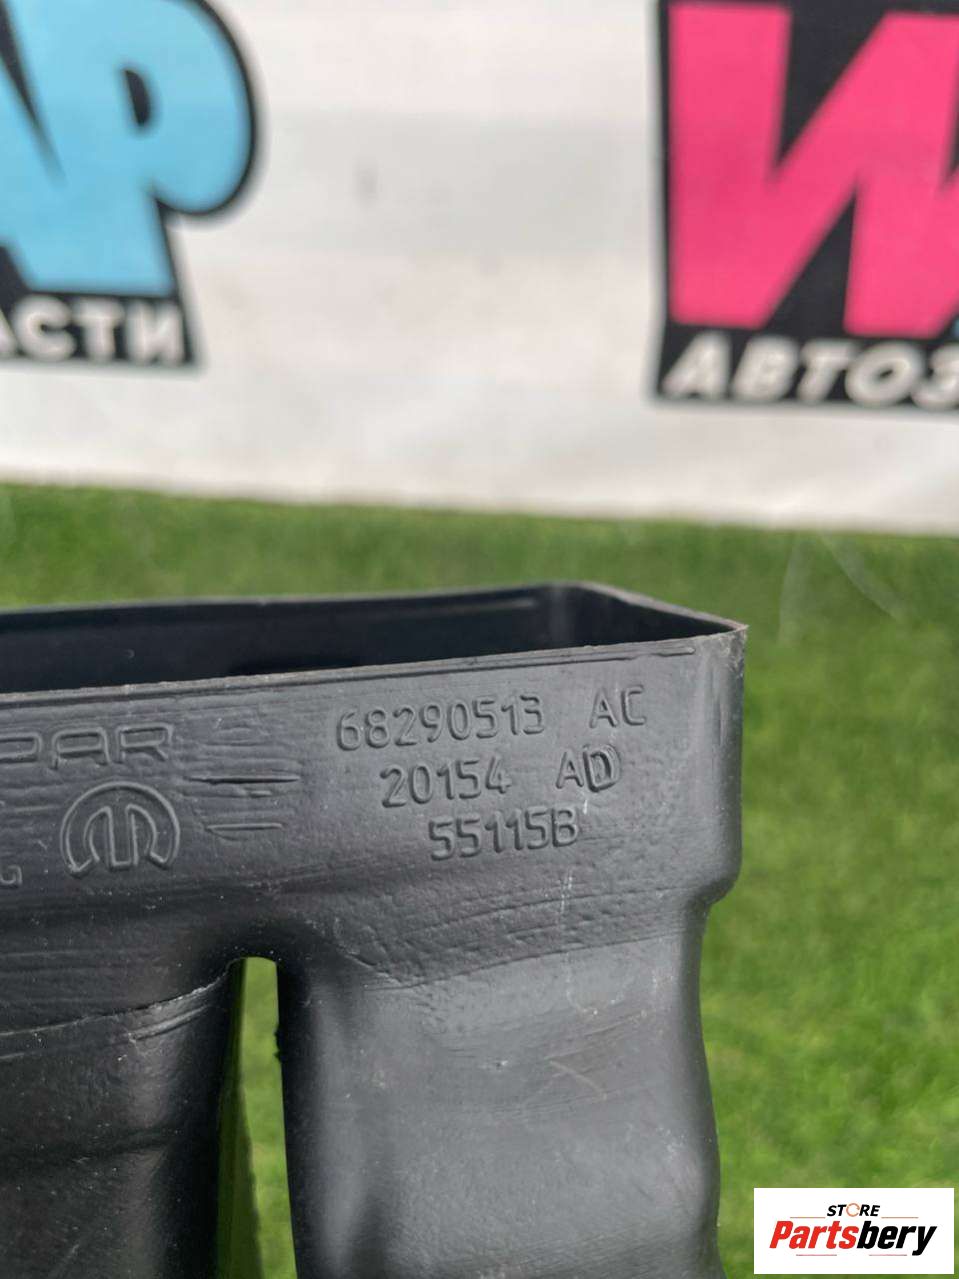 АР
АСТИ
W
АВТОЗ
PAR
68290513 AC
20154 AD
55115B
STORE
Partsbery